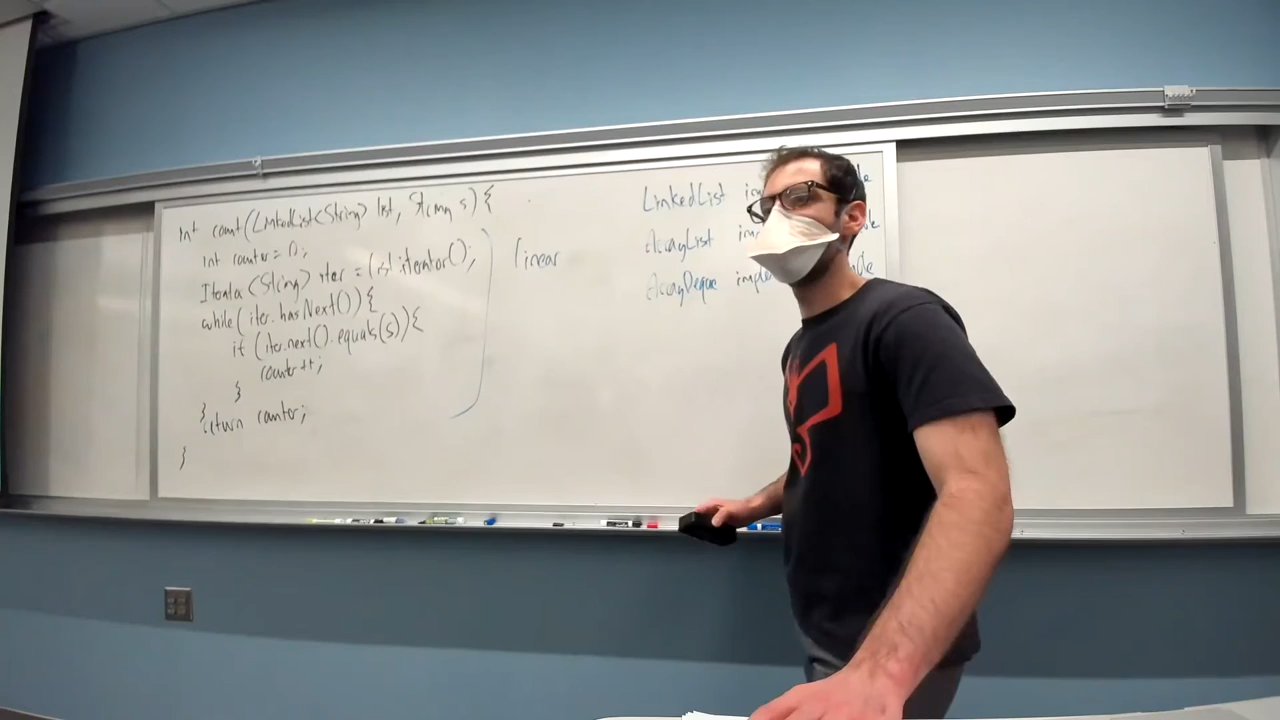 int count(LinkedList<String> list, String s) {
int counter = 0;
Iterator<String> iter = list.iterator();
while( iter.hasNext()) {
if (iter.next().equals(s)) {
counter++;
}
}
return counter;
}
linear
LinkedList
ArrayList
ArrayDeque